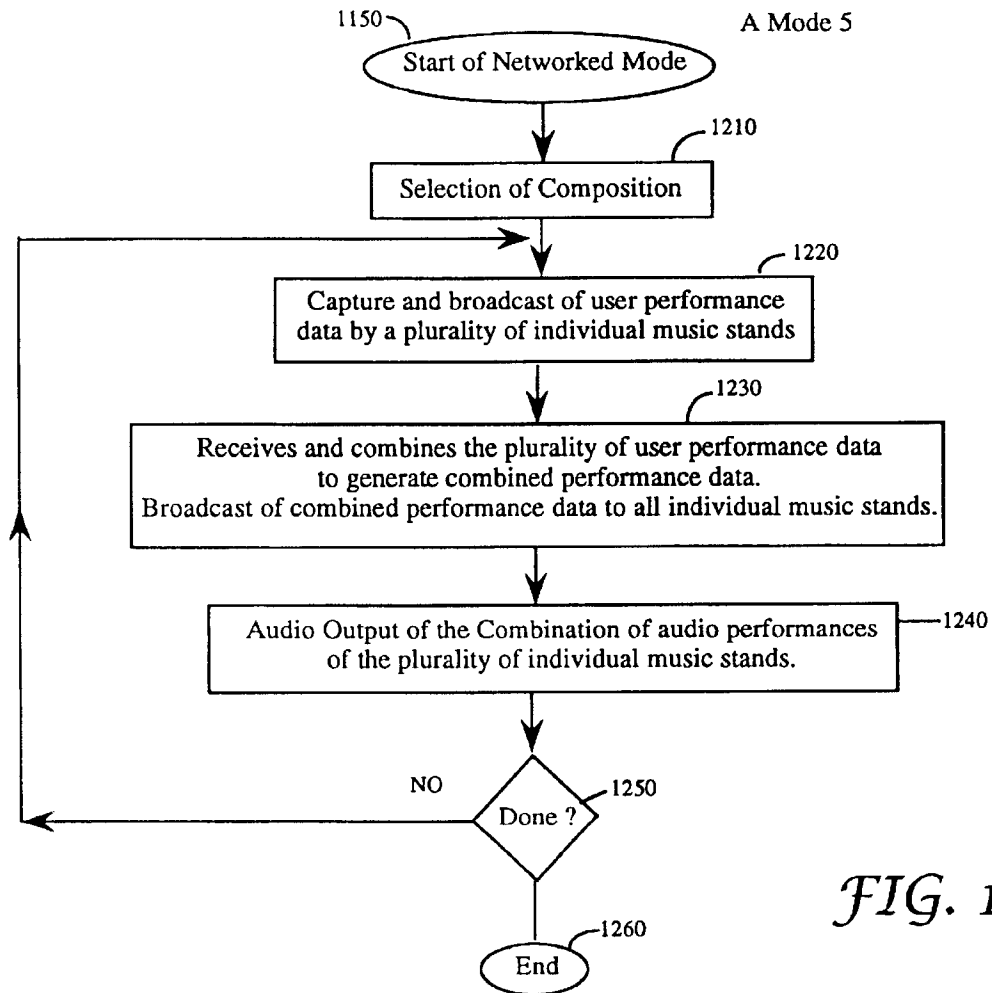 1150
A Mode 5
Start of Networked Mode
1210
Selection of Composition
1220
Capture and broadcast of user performance
data by a plurality of individual music stands
1230
Receives and combines the plurality of user performance data
to generate combined performance data.
Broadcast of combined performance data to all individual music stands.
1240
Audio Output of the Combination of audio performances
of the plurality of individual music stands.
NO
1250
Done ?
FIG.
1260
End